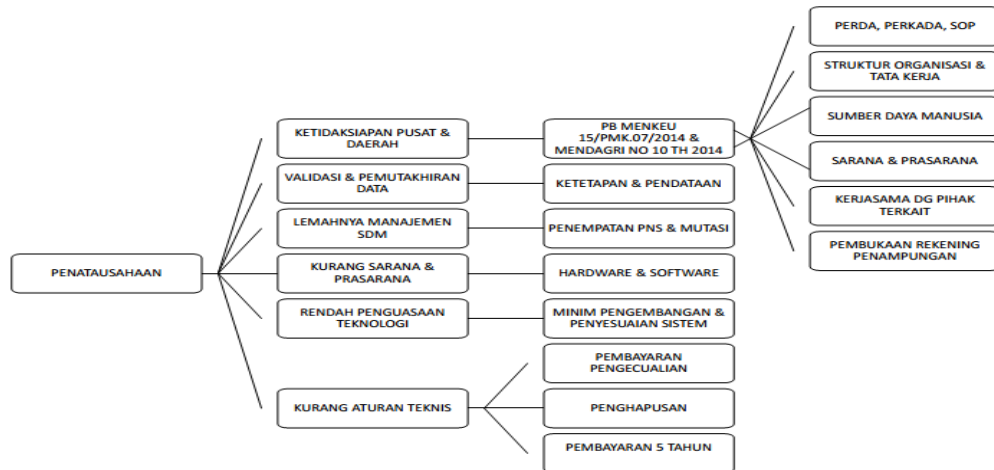 PENATAUSAHAAN
KETIDAKSIAPAN PUSAT &
DAERAH
VALIDASI & PEMUTAKHIRAN
DATA
LEMAHNYA MANAJEMEN
SDM
KURANG SARANA &
PRASARANA
RENDAH PENGUASAAN
TEKNOLOGI
KURANG ATURAN TEKNIS
PB MENKEU
15/PMK.07/2014 &
MENDAGRI NO 10 TH 2014
KETETAPAN & PENDATAAN
PENEMPATAN PNS & MUTASI
HARDWARE & SOFTWARE
MINIM PENGEMBANGAN &
PENYESUAIAN SISTEM
PEMBAYARAN
PENGECUALIAN
PENGHAPUSAN
PEMBAYARAN 5 TAHUN
PERDA, PERKADA, SOP
STRUKTUR ORGANISASI &
TATA KERJA
SUMBER DAYA MANUSIA
SARANA & PRASARANA
KERJASAMA DG PIHAK
TERKAIT
PEMBUKAAN REKENING
PENAMPUNGAN